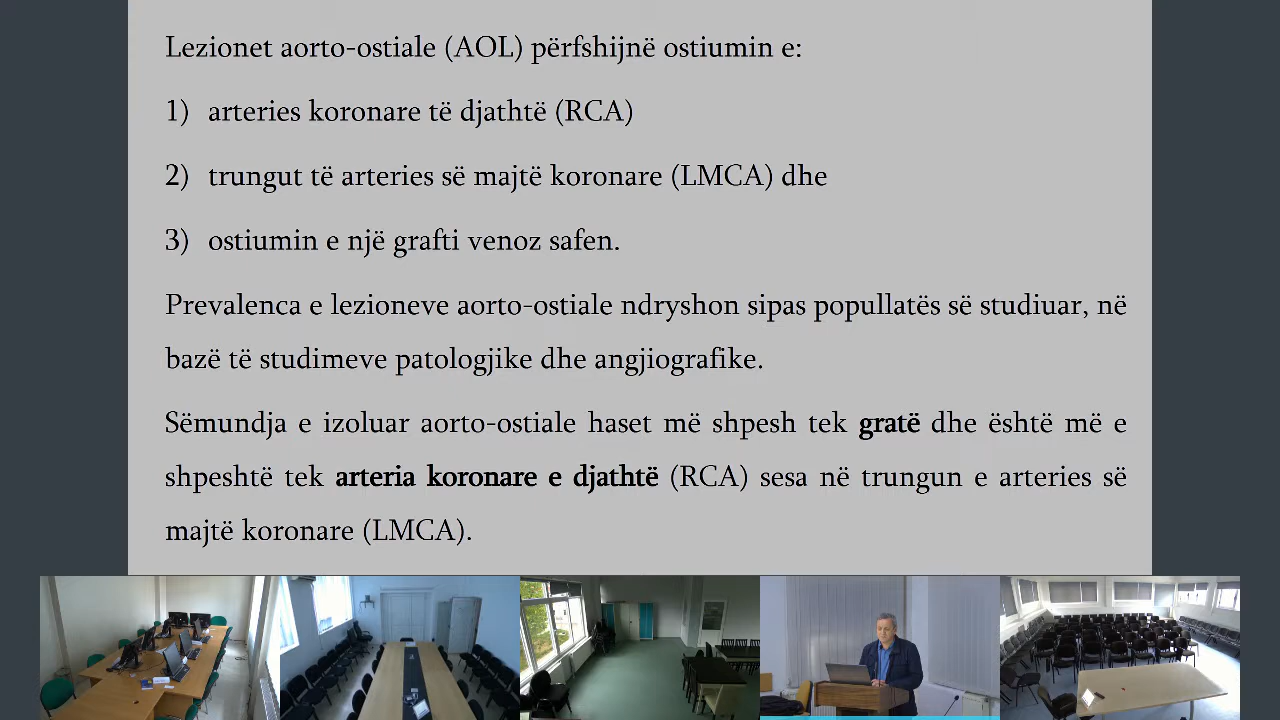 Lezionet aorto-ostiale (AOL) përfshijnë ostiumin e:
1) arteries koronare të djathtë (RCA)
2) trungut të arteries së majtë koronare (LMCA) dhe
3) ostiumin e një grafti venoz safen.
Prevalenca e lezioneve aorto-ostiale ndryshon sipas popullatës së studiuar, në
bazë të studimeve patologjike dhe angjiografike.
Sëmundja e izoluar aorto-ostiale haset më shpesh tek gratë dhe është më e
shpeshtë tek arteria koronare e djathtë (RCA) sesa në trungun e arteries së
majtë koronare (LMCA).